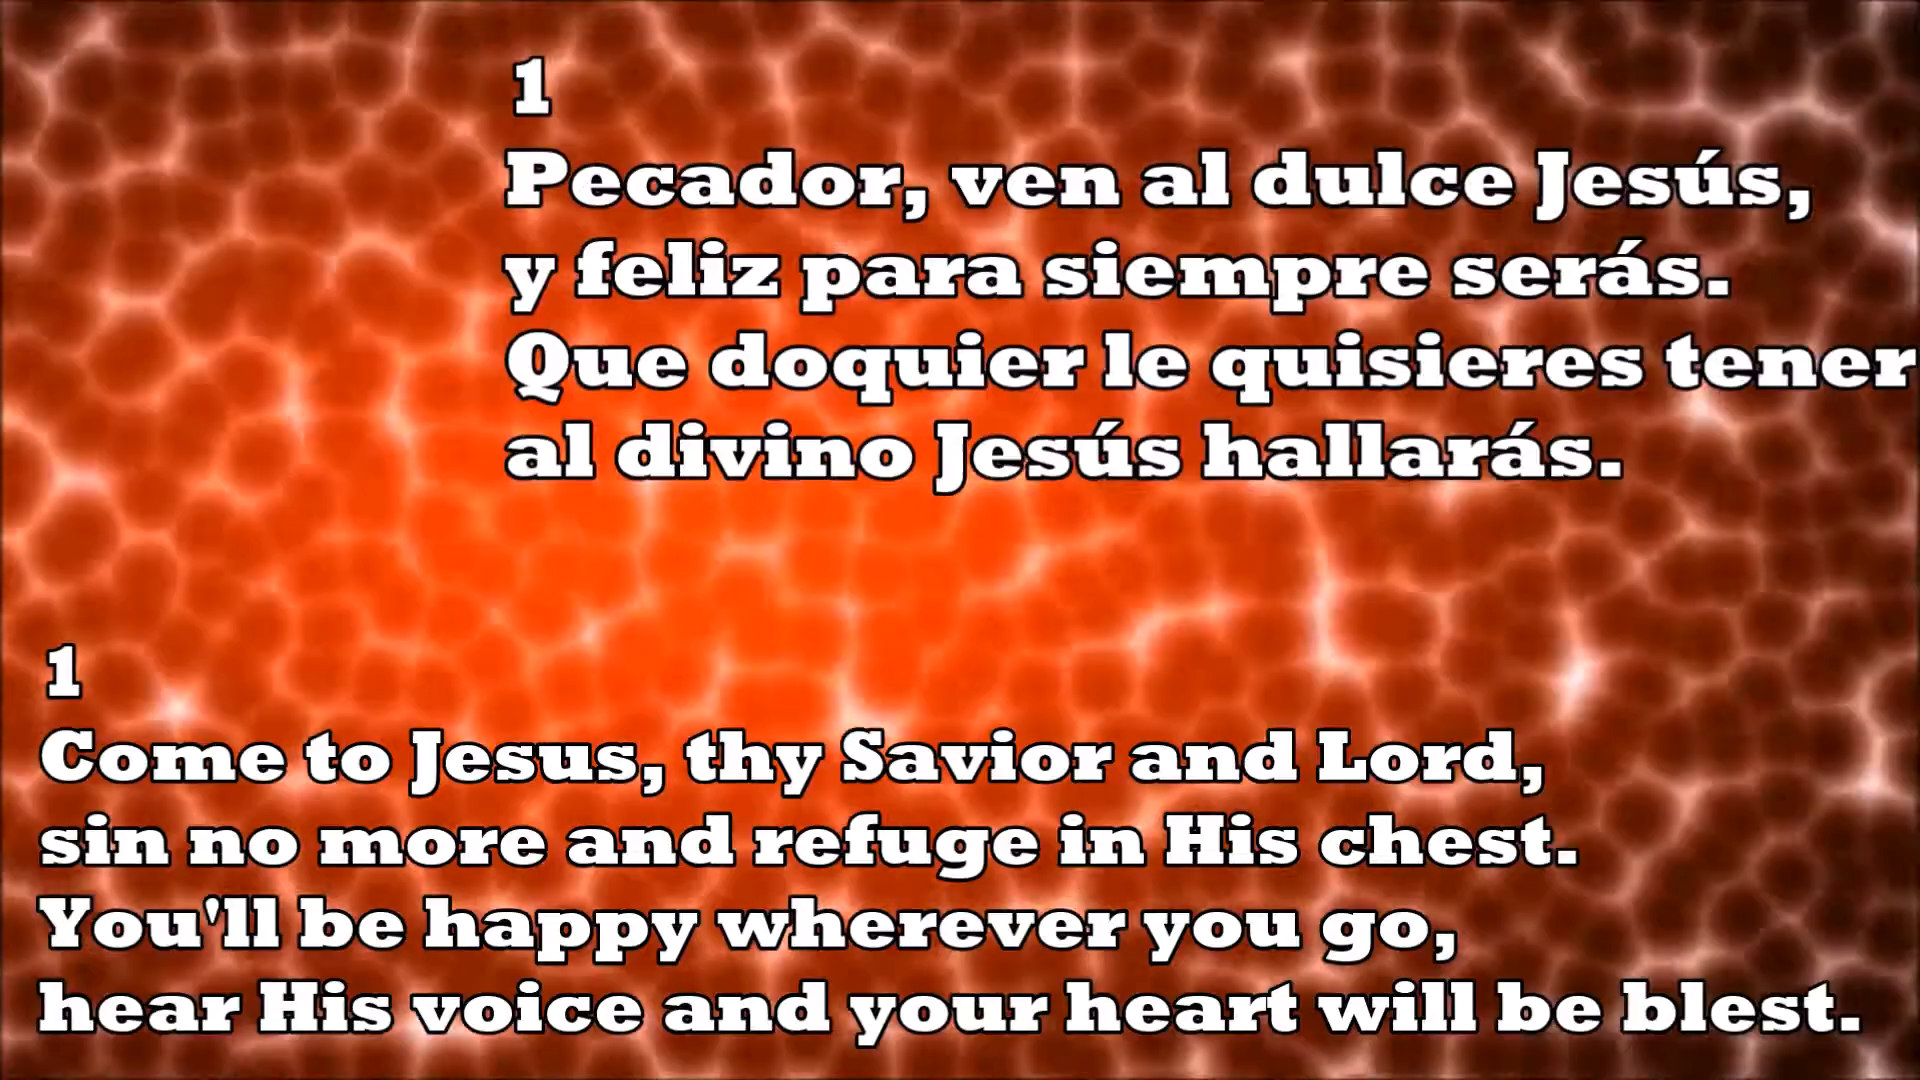 1
Pecador, ven al dulce Jesús,
y feliz para siempre serás.
Que doquier le quisieres tener
al divino Jesús hallarás.
1
Come to Jesus, thy Savior and Lord,
sin no more and refuge in His chest.
You'll be happy wherever you go,
hear His voice and your heart will be blest.